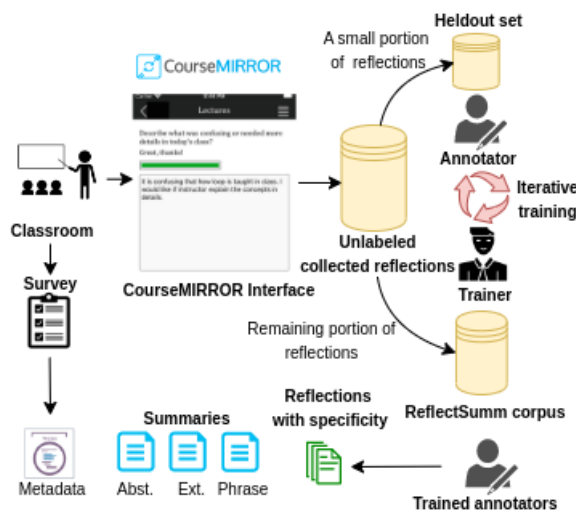 Heldout set
A small portion
of reflections
CourseMIRROR
Lectures
Describe what was confusing or needed more
details in today's class?
Great, thanks!
It is confusing that how loop is taught in class. I
would like if instructor explain the concepts in
details.
Annotator
Iterative
training
Classroom
Unlabeled
collected reflections
Survey
CourseMIRROR Interface
Trainer
Remaining portion of
reflections
Reflections
with specificity
ReflectSumm corpus
Summaries
Metadata
Abst.
Ext.
Phrase
Trained annotators